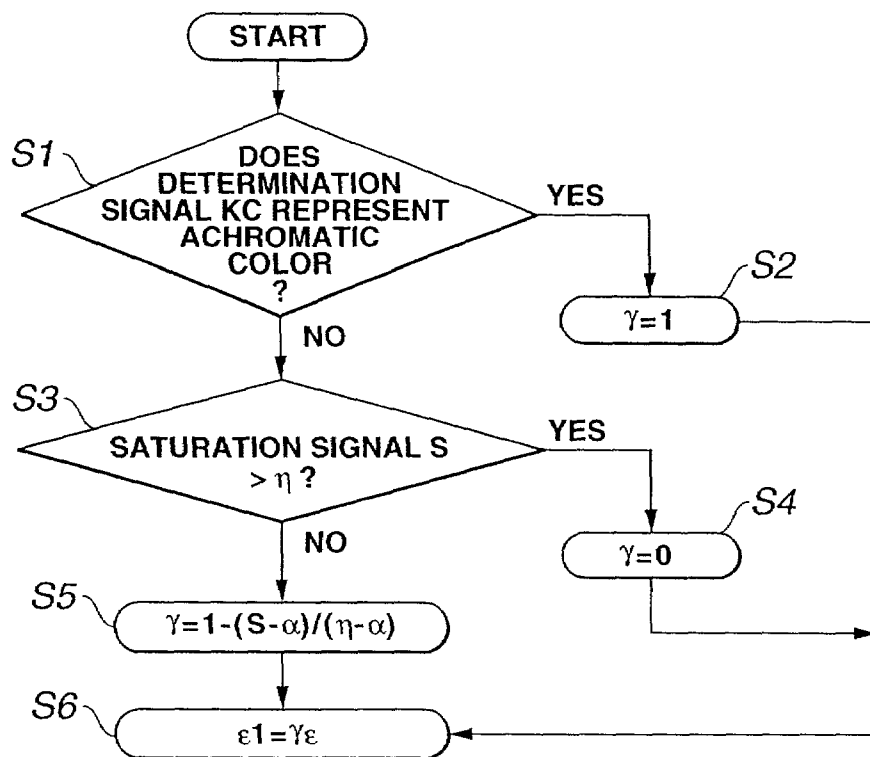 START
S1
DOES
DETERMINATION
SIGNAL KC REPRESENT
ACHROMATIC
COLOR
?
YES
S2
γ=1
NO
S3
SATURATION SIGNAL S
> η ?
YES
S4
γ=0
NO
S5
γ=1-(S-α)/(η-α)
S6
ε1=γε